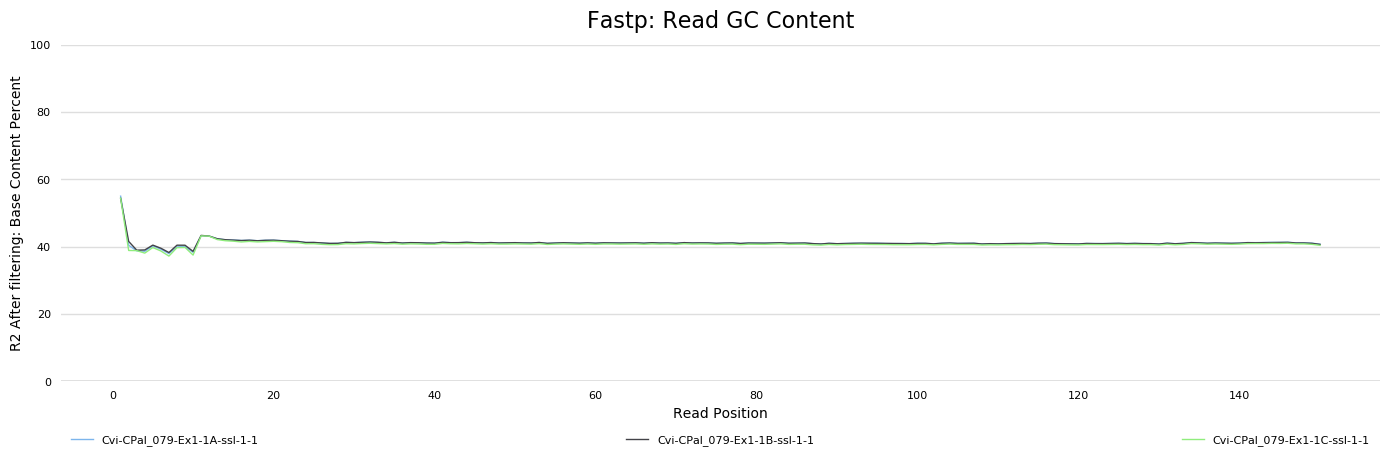 Fastp: Read GC Content
R2 After filtering: Base Content Percent
100
80
60
40
20
0
0 20 40 60 80 100 120 140
Read Position
Cvi-CPal_079-Ex1-1A-ssl-1-1 Cvi-CPal_079-Ex1-1B-ssl-1-1 Cvi-CPal_079-Ex1-1C-ssl-1-1